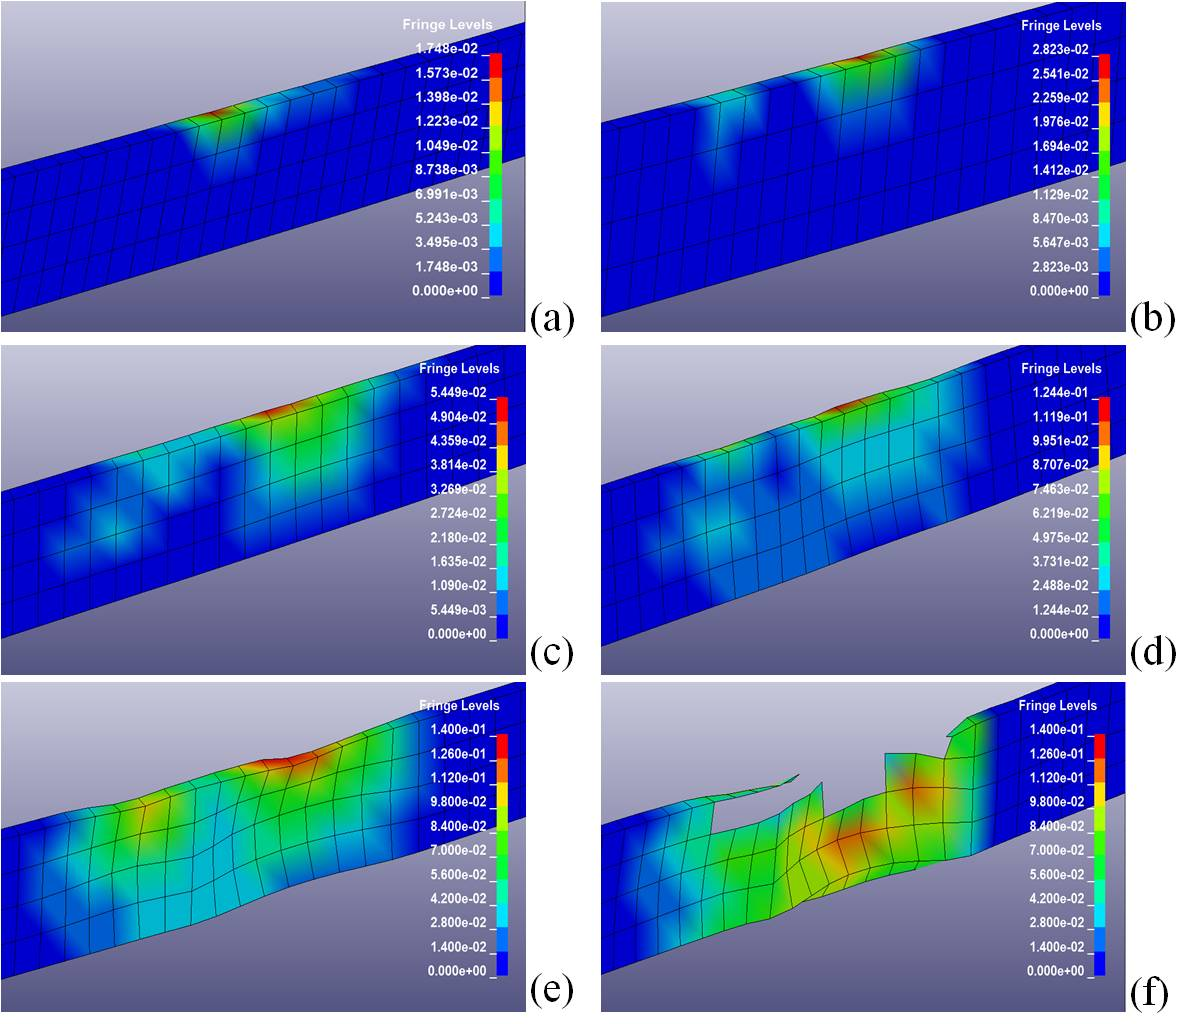 Fringe Levels
1.748e-02
1.573e-02
1.398e-02
1.223e-02
1.049e-02
8.738e-03
6.991e-03
5.243e-03
3.495e-03
1.748e-03
0.000e+00
(a)
Fringe Levels
2.823e-02
2.541e-02
2.259e-02
1.976e-02
1.694e-02
1.412e-02
1.129e-02
8.470e-03
5.647e-03
2.823e-03
0.000e+00
(b)
Fringe Levels
5.449e-02
4.904e-02
4.359e-02
3.814e-02
3.269e-02
2.724e-02
2.180e-02
1.635e-02
1.090e-02
5.449e-03
0.000e+00
(c)
Fringe Levels
1.244e-01
1.119e-01
9.951e-02
8.707e-02
7.463e-02
6.219e-02
4.975e-02
3.731e-02
2.488e-02
1.244e-02
0.000e+00
(d)
Fringe Levels
1.400e-01
1.260e-01
1.120e-01
9.800e-02
8.400e-02
7.000e-02
5.600e-02
4.200e-02
2.800e-02
1.400e-02
0.000e+00
(e)
Fringe Levels
1.400e-01
1.260e-01
1.120e-01
9.800e-02
8.400e-02
7.000e-02
5.600e-02
4.200e-02
2.800e-02
1.400e-02
0.000e+00
(f)